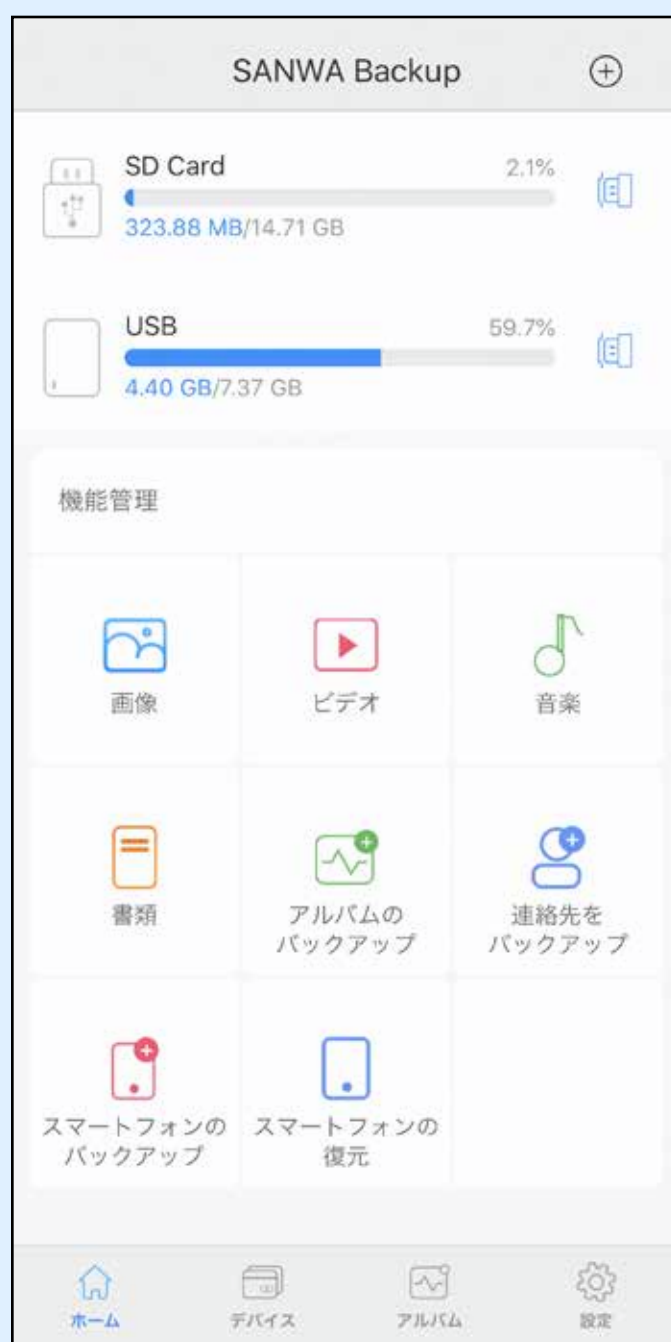 SANWA Backup
SD Card
2.1%
323.88 MB/14.71 GB
USB
59.7%
4.40 GB/7.37 GB
機能管理
画像
ビデオ
音楽
書類
アルバムの
バックアップ
連絡先を
バックアップ
スマートフォンの
バックアップ
スマートフォンの
復元
ホーム
デバイス
アルバム
設定